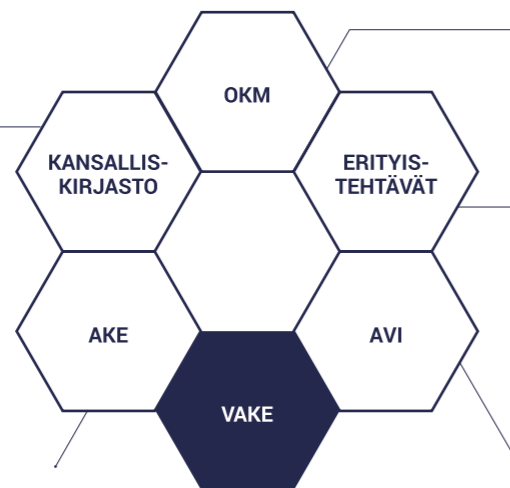 OKM
KANSALLIS-
KIRJASTO
ERITYIS-
TEHTÄVÄT
AKE
AVI
VAKE